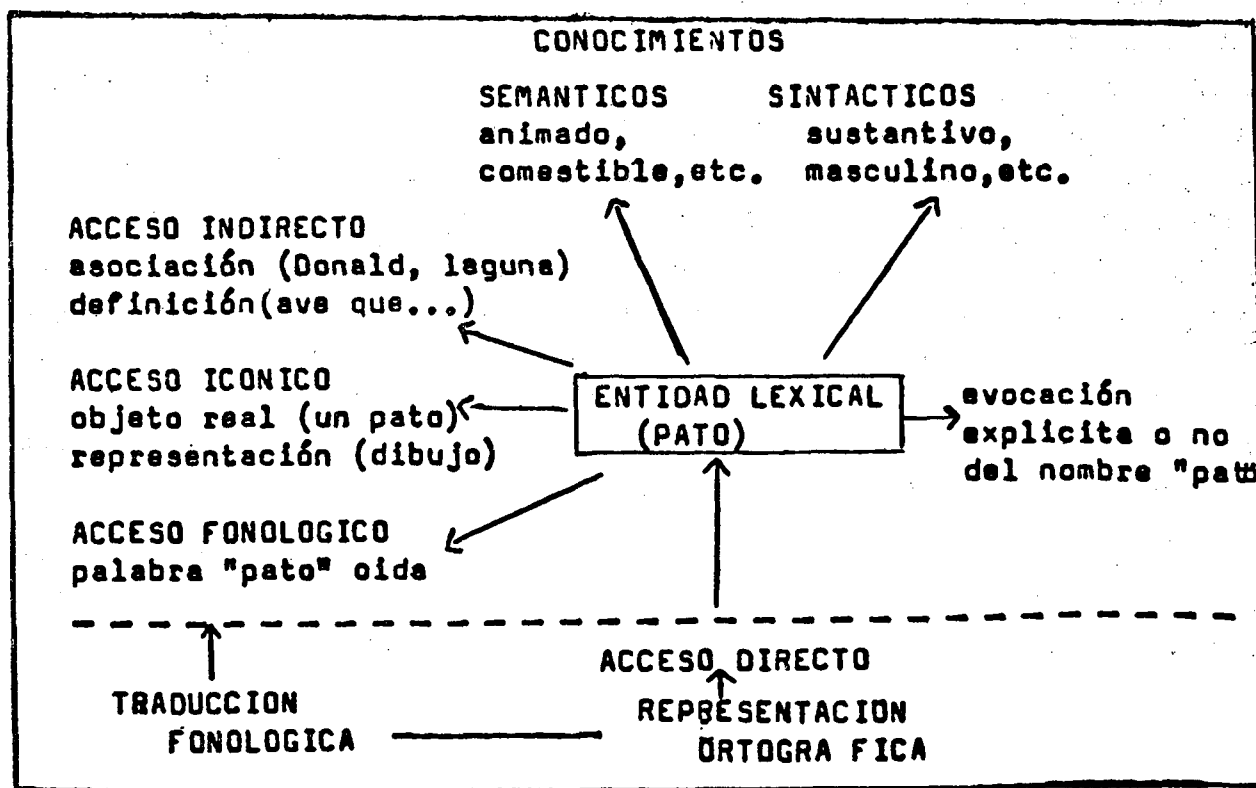 CONOCIMIENTOS
SEMANTICOS SINTACTICOS
animado, sustantivo,
comestible,etc. masculino,etc.
ACCESO INDIRECTO
asociación (Donald, laguna)
definición(ave que...)
ACCESO ICONICO
objeto real (un pato)
representación (dibujo)
ENTIDAD LEXICAL
(PATO)
evocación
explicita o no
del nombre
ACCESO FONOLOGICO
palabra "pato" oida
ACCESO DIRECTO
TRADUCCION
FONOLOGICA
REPRESENTACION
ORTOGRA FICA